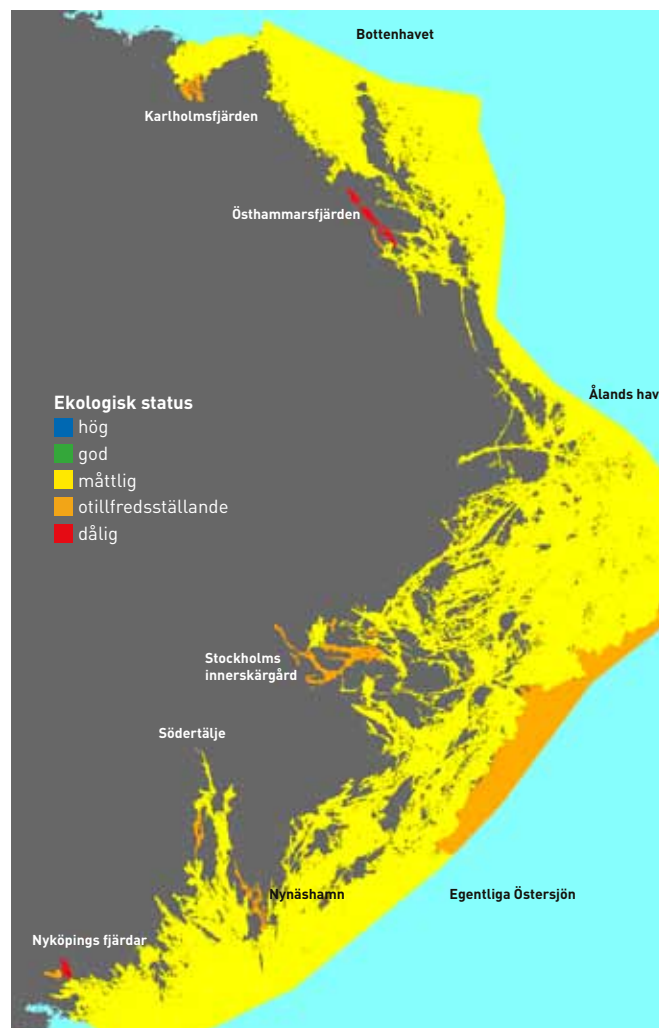 Bottenhavet
Karlholmsfjärden
Östhammarsfjärden
Ålands hav
Ekologisk status
hög
god
måttlig
otillfredsställande
dålig
Stockholms
innerskärgård
Södertälje
Nynäshamn
Egentliga Östersjön
Nyköpings fjärdar